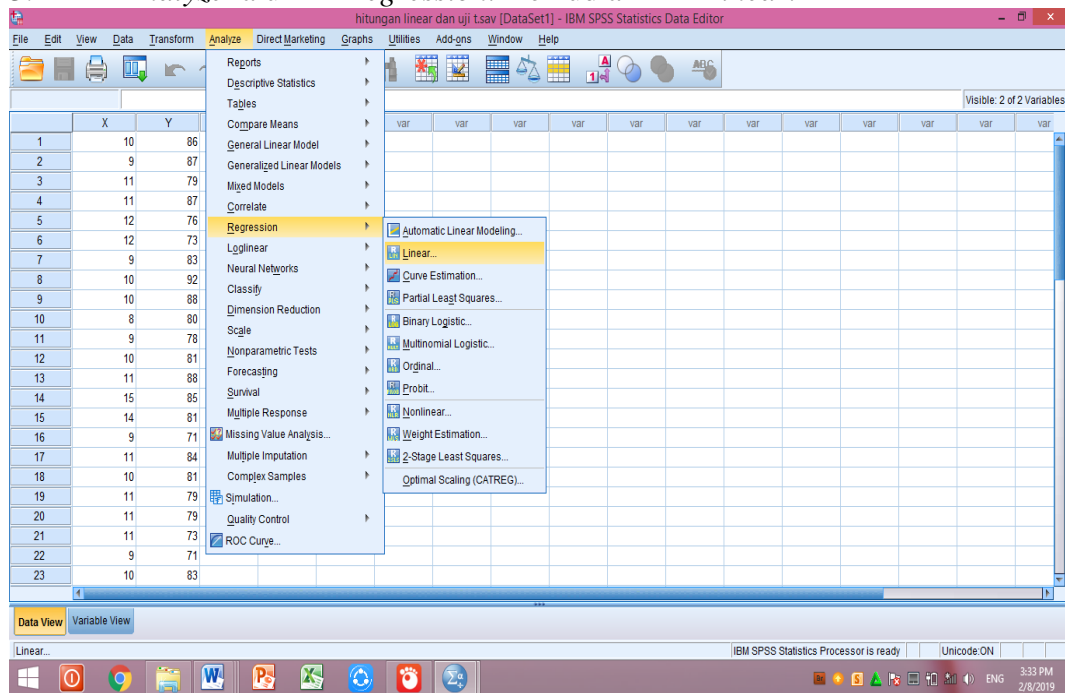 hitungan linear dan uji t.sav [DataSet1] - IBM SPSS Statistics Data Editor
File Edit View Data Transform Analyze Direct Marketing Graphs Utilities Add-ons Window Help
Visible: 2 of 2 Variables
X Y var var var var var var var var var
1 10 86
2 9 87
3 11 79
4 11 87
5 12 76
6 12 73
7 9 83
8 10 92
9 10 88
10 8 80
11 9 78
12 10 81
13 11 88
14 15 85
15 14 81
16 9 71
17 11 84
18 10 81
19 11 79
20 11 79
21 11 73
22 9 71
23 10 83
Reports
Descriptive Statistics
Tables
Compare Means
General Linear Model
Generalized Linear Models
Mixed Models
Correlate
Regression
Loglinear
Neural Networks
Classify
Dimension Reduction
Scale
Nonparametric Tests
Forecasting
Survival
Multiple Response
Missing Value Analysis...
Multiple Imputation
Complex Samples
Simulation...
Quality Control
ROC Curve...
Automatic Linear Modeling...
Linear...
Curve Estimation...
Partial Least Squares...
Binary Logistic...
Multinomial Logistic...
Ordinal...
Probit...
Nonlinear...
Weight Estimation...
2-Stage Least Squares...
Optimal Scaling (CATREG)...
Data View Variable View
Linear... IBM SPSS Statistics Processor is ready Unicode:ON
ENG 3:33 PM
2/8/2019